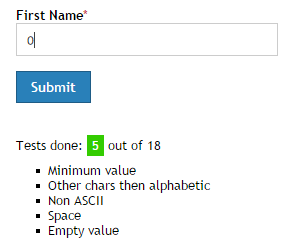 First Name*
0
Submit
Tests done: 5 out of 18
Minimum value
Other chars then alphabetic
Non ASCII
Space
Empty value